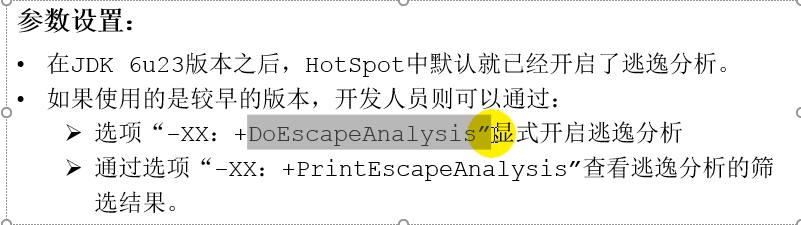 参数设置：
• 在JDK 6u23版本之后，HotSpot中默认就已经开启了逃逸分析。
• 如果使用的是较早的版本，开发人员则可以通过：
➢ 选项“-XX：+DoEscapeAnalysis”显式开启逃逸分析
➢ 通过选项“-XX：+PrintEscapeAnalysis”查看逃逸分析的筛
选结果。